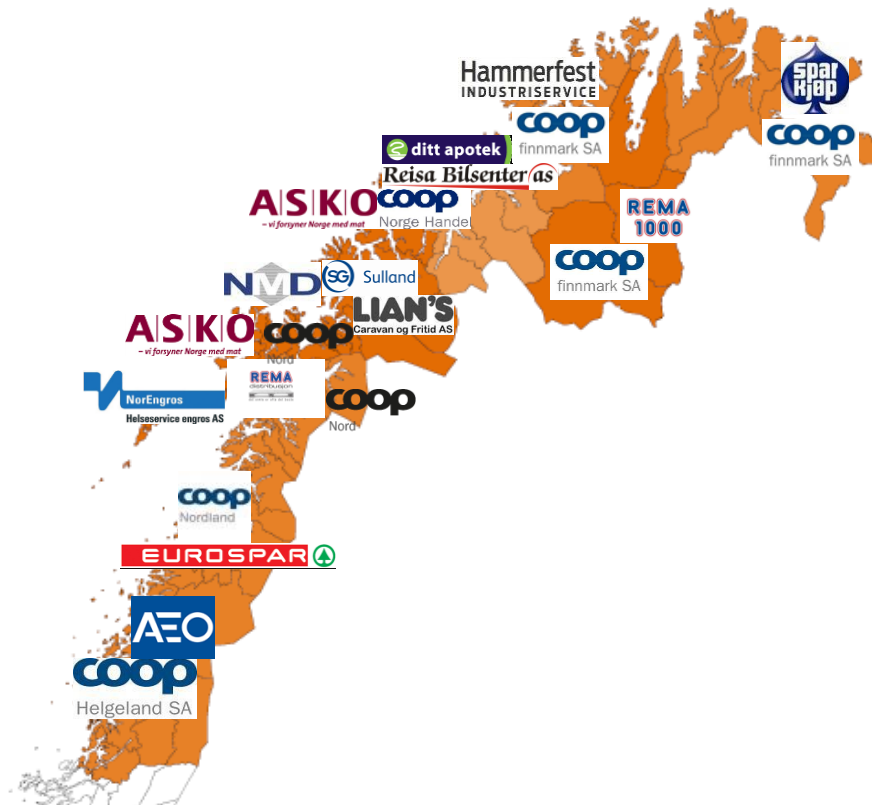 Hammerfest
INDUSTRISERVICE
spar
kjøp
coop
finnmark SA
coop
finnmark SA
ditt apotek
Reisa Bilsenter as
ASKO
– vi forsyner Norge med mat
coop
Norge Handel
REMA
1000
coop
finnmark SA
NMD
SG Sulland
LIAN'S
Caravan og Fritid AS
ASKO
– vi forsyner Norge med mat
coop
Nord
NorEngros
Helseservice engros AS
REMA
distribusjon
coop
Nord
coop
Nordland
EUROSPAR
AEO
coop
Helgeland SA